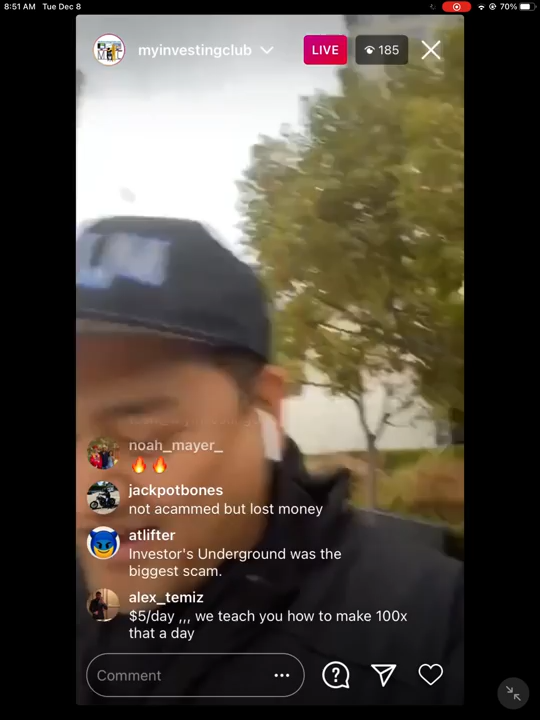 8:51 AM Tue Dec 8
70%
myinvestingclub
LIVE
185
noah_mayer_
jackpotbones
not acammed but lost money
atlifter
Investor's Underground was the
biggest scam.
alex_temiz
$5/day ,,, we teach you how to make 100x
that a day
Comment